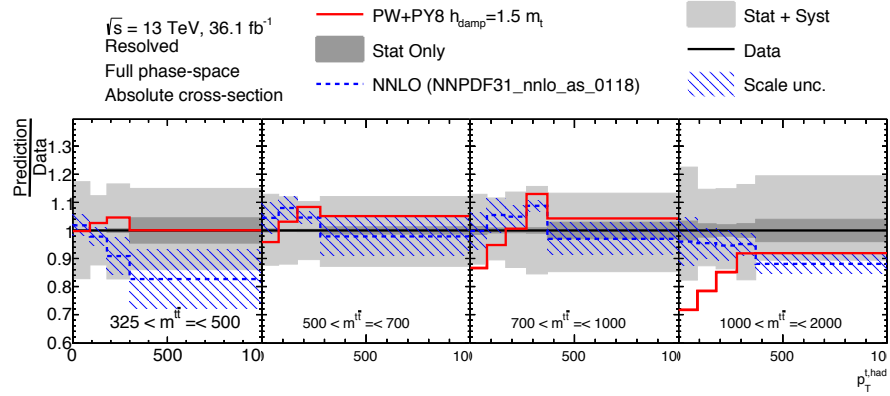 √s = 13 TeV, 36.1 fb⁻¹
Resolved
Full phase-space
Absolute cross-section
PW+PY8 h_damp=1.5 m_t
Stat Only
NNLO (NNPDF31_nnlo_as_0118)
Stat + Syst
Data
Scale unc.
Prediction
Data
1.3
1.2
1.1
1
0.9
0.8
0.7
0.6
325 < m^tt̄ =< 500
500 < m^tt̄ =< 700
700 < m^tt̄ =< 1000
1000 < m^tt̄ =< 2000
0 500 10 500 10 500 10 500 10
p_T^t,had